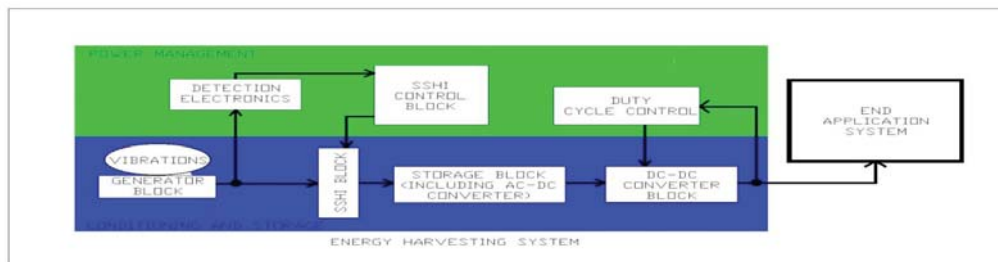 POWER MANAGEMENT
DETECTION
ELECTRONICS
SSHI
CONTROL
BLOCK
DUTY
CYCLE CONTROL
END
APPLICATION
SYSTEM
VIBRATIONS
GENERATOR
BLOCK
SSHI BLOCK
STORAGE BLOCK
(INCLUDING AC-DC
CONVERTER)
DC-DC
CONVERTER
BLOCK
CONDITIONING AND STORAGE
ENERGY HARVESTING SYSTEM